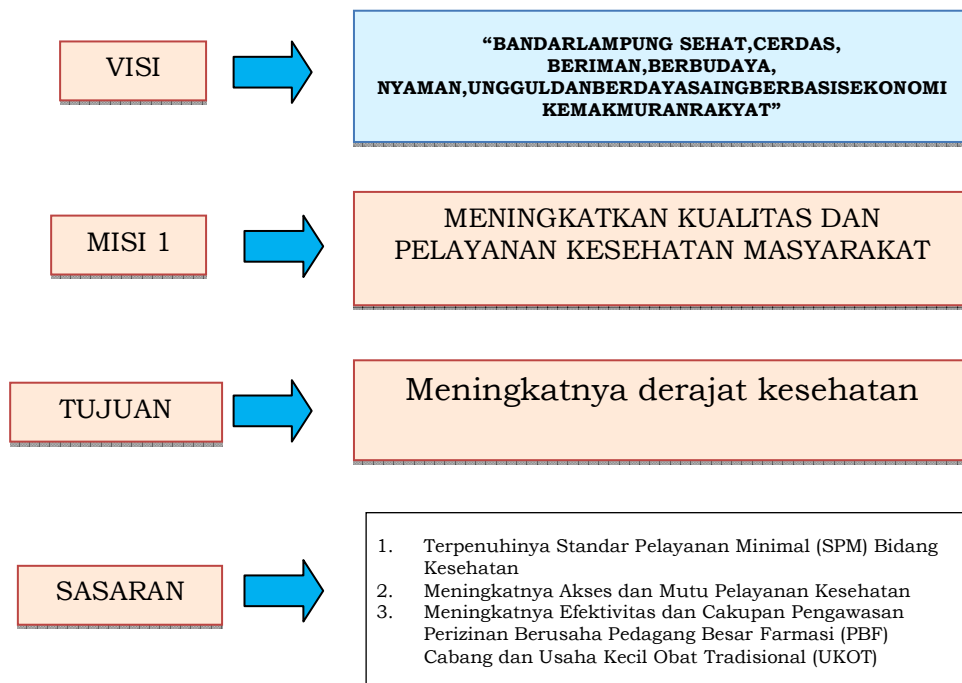 VISI
“BANDARLAMPUNG SEHAT,CERDAS,
BERIMAN,BERBUDAYA,
NYAMAN,UNGGULDANBERDAYASAINGBERBASISEKONOMI
KEMAKMURANRAKYAT”
MISI 1
MENINGKATKAN KUALITAS DAN
PELAYANAN KESEHATAN MASYARAKAT
TUJUAN
Meningkatnya derajat kesehatan
SASARAN
1. Terpenuhinya Standar Pelayanan Minimal (SPM) Bidang
Kesehatan
2. Meningkatnya Akses dan Mutu Pelayanan Kesehatan
3. Meningkatnya Efektivitas dan Cakupan Pengawasan
Perizinan Berusaha Pedagang Besar Farmasi (PBF)
Cabang dan Usaha Kecil Obat Tradisional (UKOT)